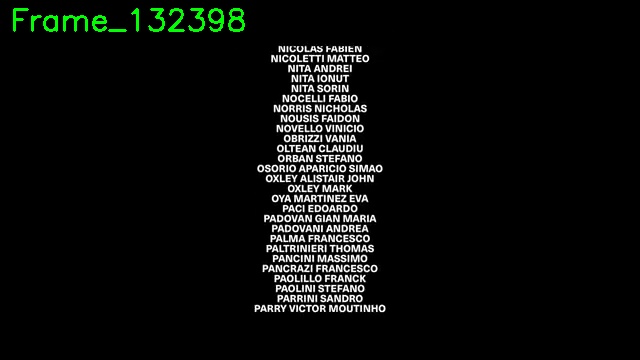 Frame_132398
NICOLAS FABIEN
NICOLETTI MATTEO
NITA ANDREI
NITA IONUT
NITA SORIN
NOCELLI FABIO
NORRIS NICHOLAS
NOUSIS FAIDON
NOVELLO VINICIO
OBRIZZI VANIA
OLTEAN CLAUDIU
ORBAN STEFANO
OSORIO APARICIO SIMAO
OXLEY ALISTAIR JOHN
OXLEY MARK
OYA MARTINEZ EVA
PACI EDOARDO
PADOVAN GIAN MARIA
PADOVANI ANDREA
PALMA FRANCESCO
PALTRINIERI THOMAS
PANCINI MASSIMO
PANCRAZI FRANCESCO
PAOLILLO FRANCK
PAOLINI STEFANO
PARRINI SANDRO
PARRY VICTOR MOUTINHO